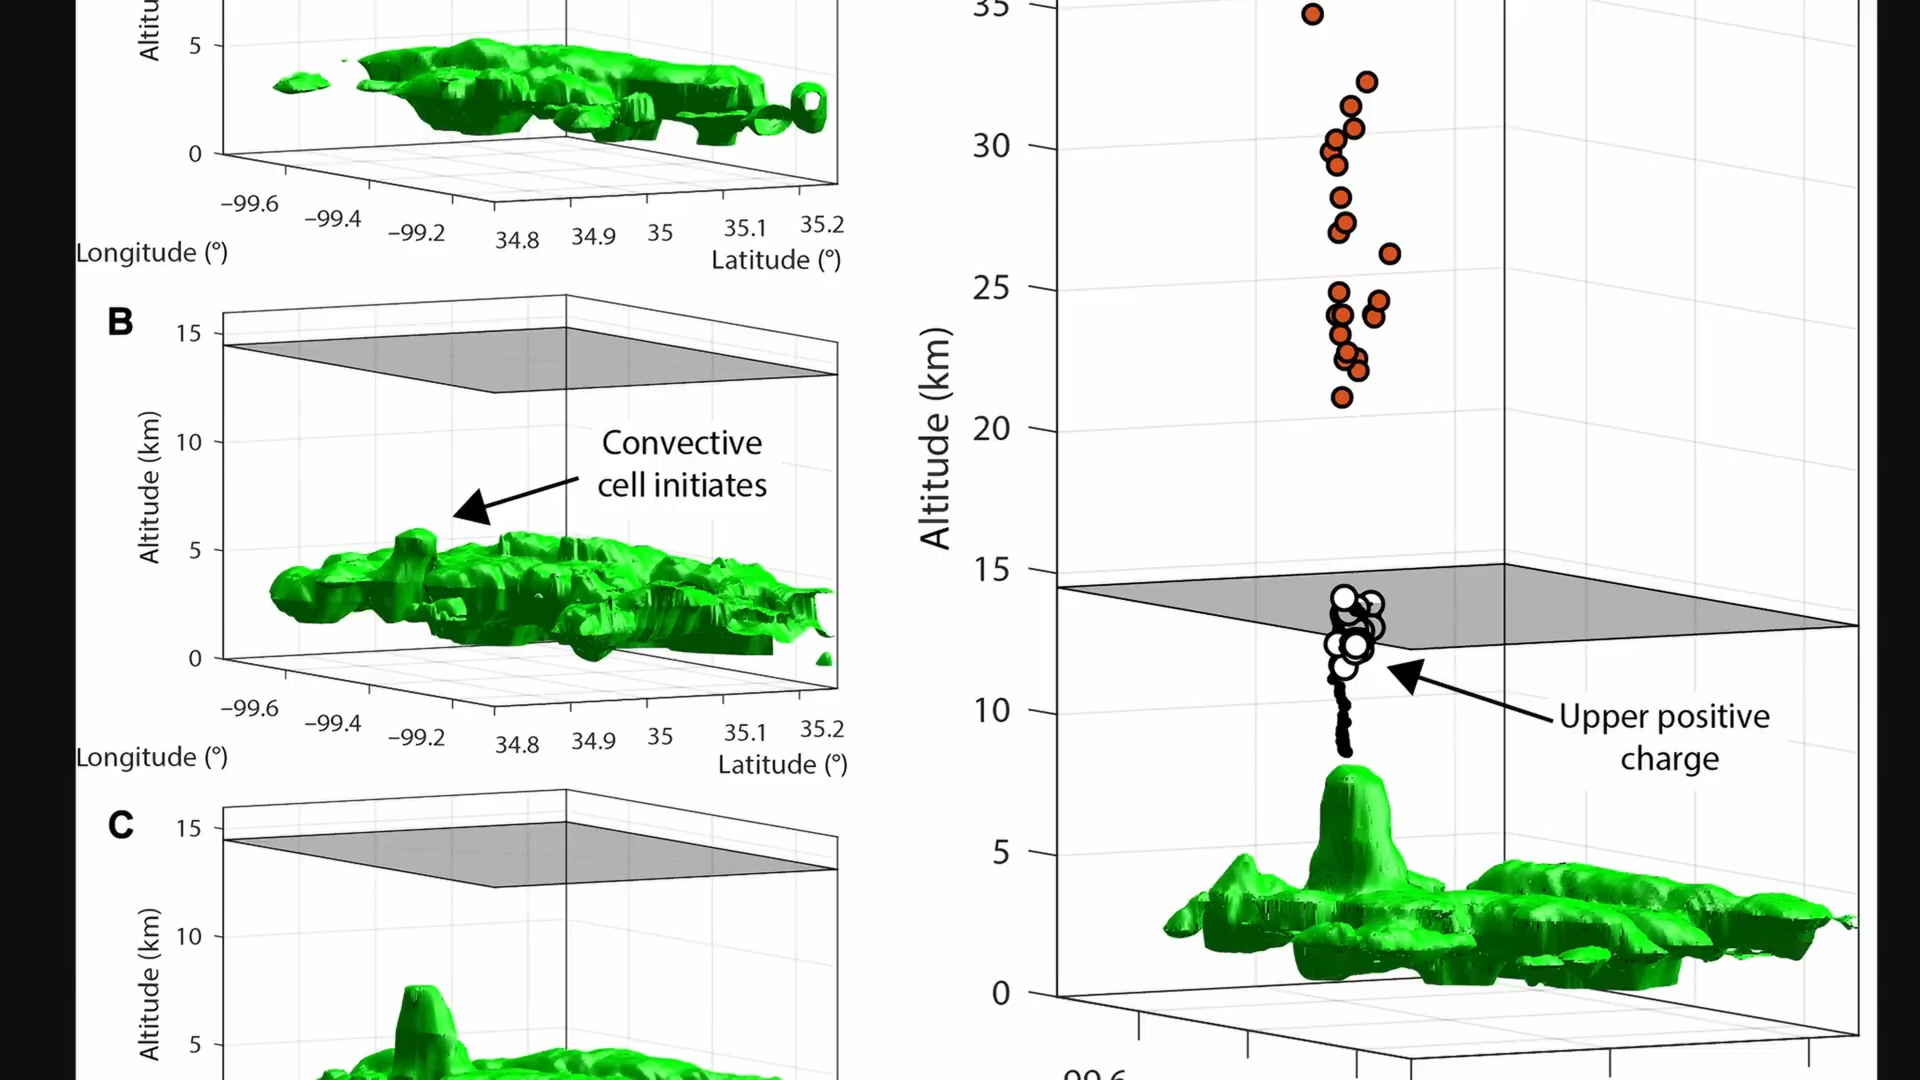 Altitu
5
0
−99.6
−99.4
−99.2
34.8
34.9
35
35.1
35.2
Longitude (°)
Latitude (°)
B
15
10
5
0
Altitude (km)
Convective
cell initiates
−99.6
−99.4
−99.2
34.8
34.9
35
35.1
35.2
Longitude (°)
Latitude (°)
C
15
10
5
Altitude (km)
35
30
25
20
15
10
5
0
Altitude (km)
Upper positive
charge